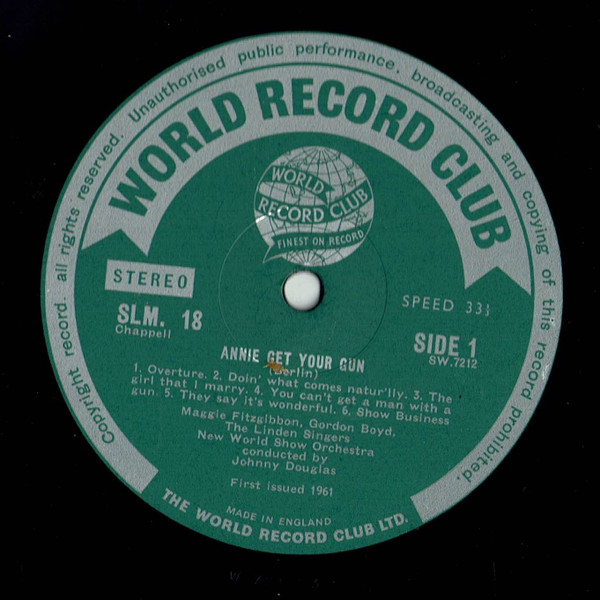 Copyright record. all rights reserved. Unauthorised public performance, broadcasting and copying of this record prohibited.
WORLD RECORD CLUB
WORLD
RECORD CLUB
FINEST ON RECORD
STEREO
SPEED 33⅓
SLM. 18
Chappell
SIDE 1
SW.7212
ANNIE GET YOUR GUN
(Berlin)
1. Overture. 2. Doin' what comes natur'lly. 3. The
girl that I marry. 4. You can't get a man with a
gun. 5. They say it's wonderful. 6. Show Business
Maggie Fitzgibbon, Gordon Boyd,
The Linden Singers
New World Show Orchestra
conducted by
Johnny Douglas
First issued 1961
MADE IN ENGLAND
THE WORLD RECORD CLUB LTD.